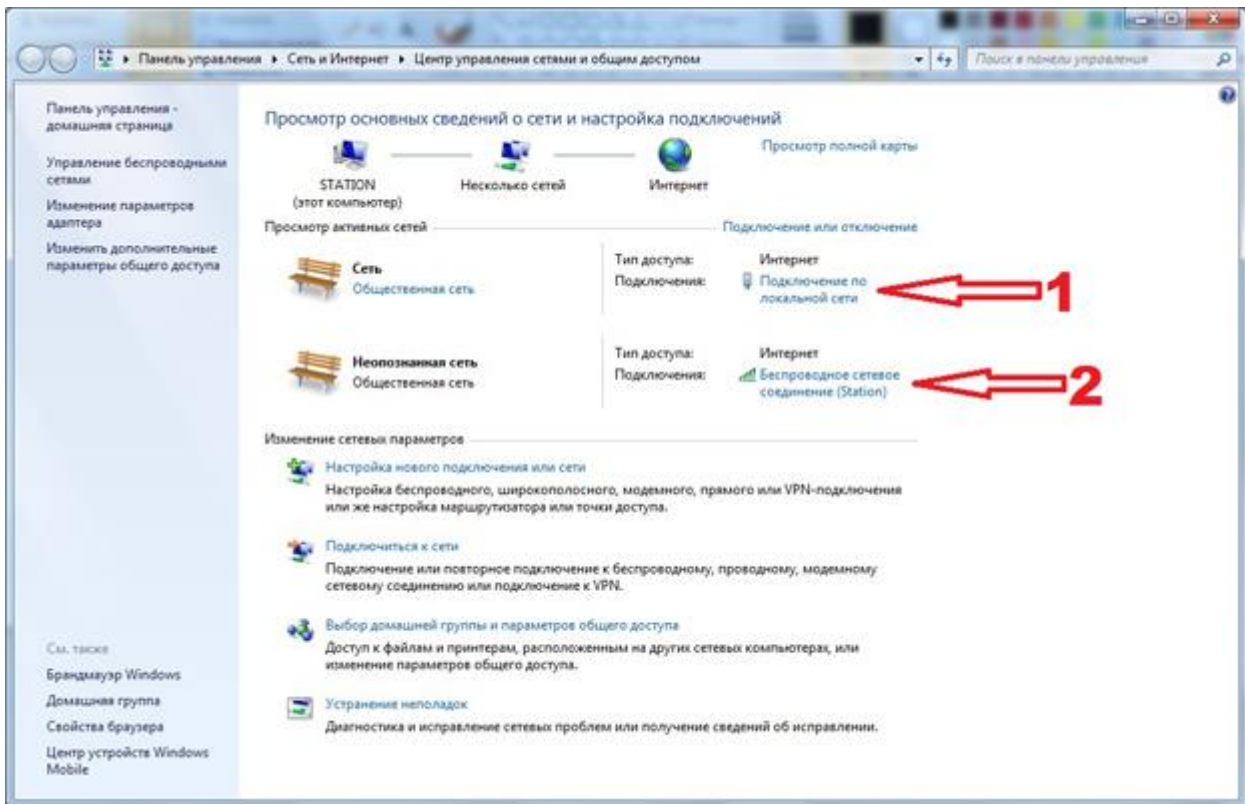 Панель управления ▸ Сеть и Интернет ▸ Центр управления сетями и общим доступом
Поиск в панели управления
Панель управления -
домашняя страница
Управление беспроводными
сетями
Изменение параметров
адаптера
Изменить дополнительные
параметры общего доступа
Просмотр основных сведений о сети и настройка подключений
Просмотр полной карты
STATION
(этот компьютер)
Несколько сетей
Интернет
Просмотр активных сетей
Подключение или отключение
Сеть
Общественная сеть
Тип доступа: Интернет
Подключения: Подключение по
локальной сети
1
Неопознанная сеть
Общественная сеть
Тип доступа: Интернет
Подключения: Беспроводное сетевое
соединение (Station)
2
Изменение сетевых параметров
Настройка нового подключения или сети
Настройка беспроводного, широкополосного, модемного, прямого или VPN-подключения
или же настройка маршрутизатора или точки доступа.
Подключиться к сети
Подключение или повторное подключение к беспроводному, проводному, модемному
сетевому соединению или подключение к VPN.
Выбор домашней группы и параметров общего доступа
Доступ к файлам и принтерам, расположенным на других сетевых компьютерах, или
изменение параметров общего доступа.
Устранение неполадок
Диагностика и исправление сетевых проблем или получение сведений об исправлении.
См. также
Брандмауэр Windows
Домашняя группа
Свойства браузера
Центр устройств Windows
Mobile